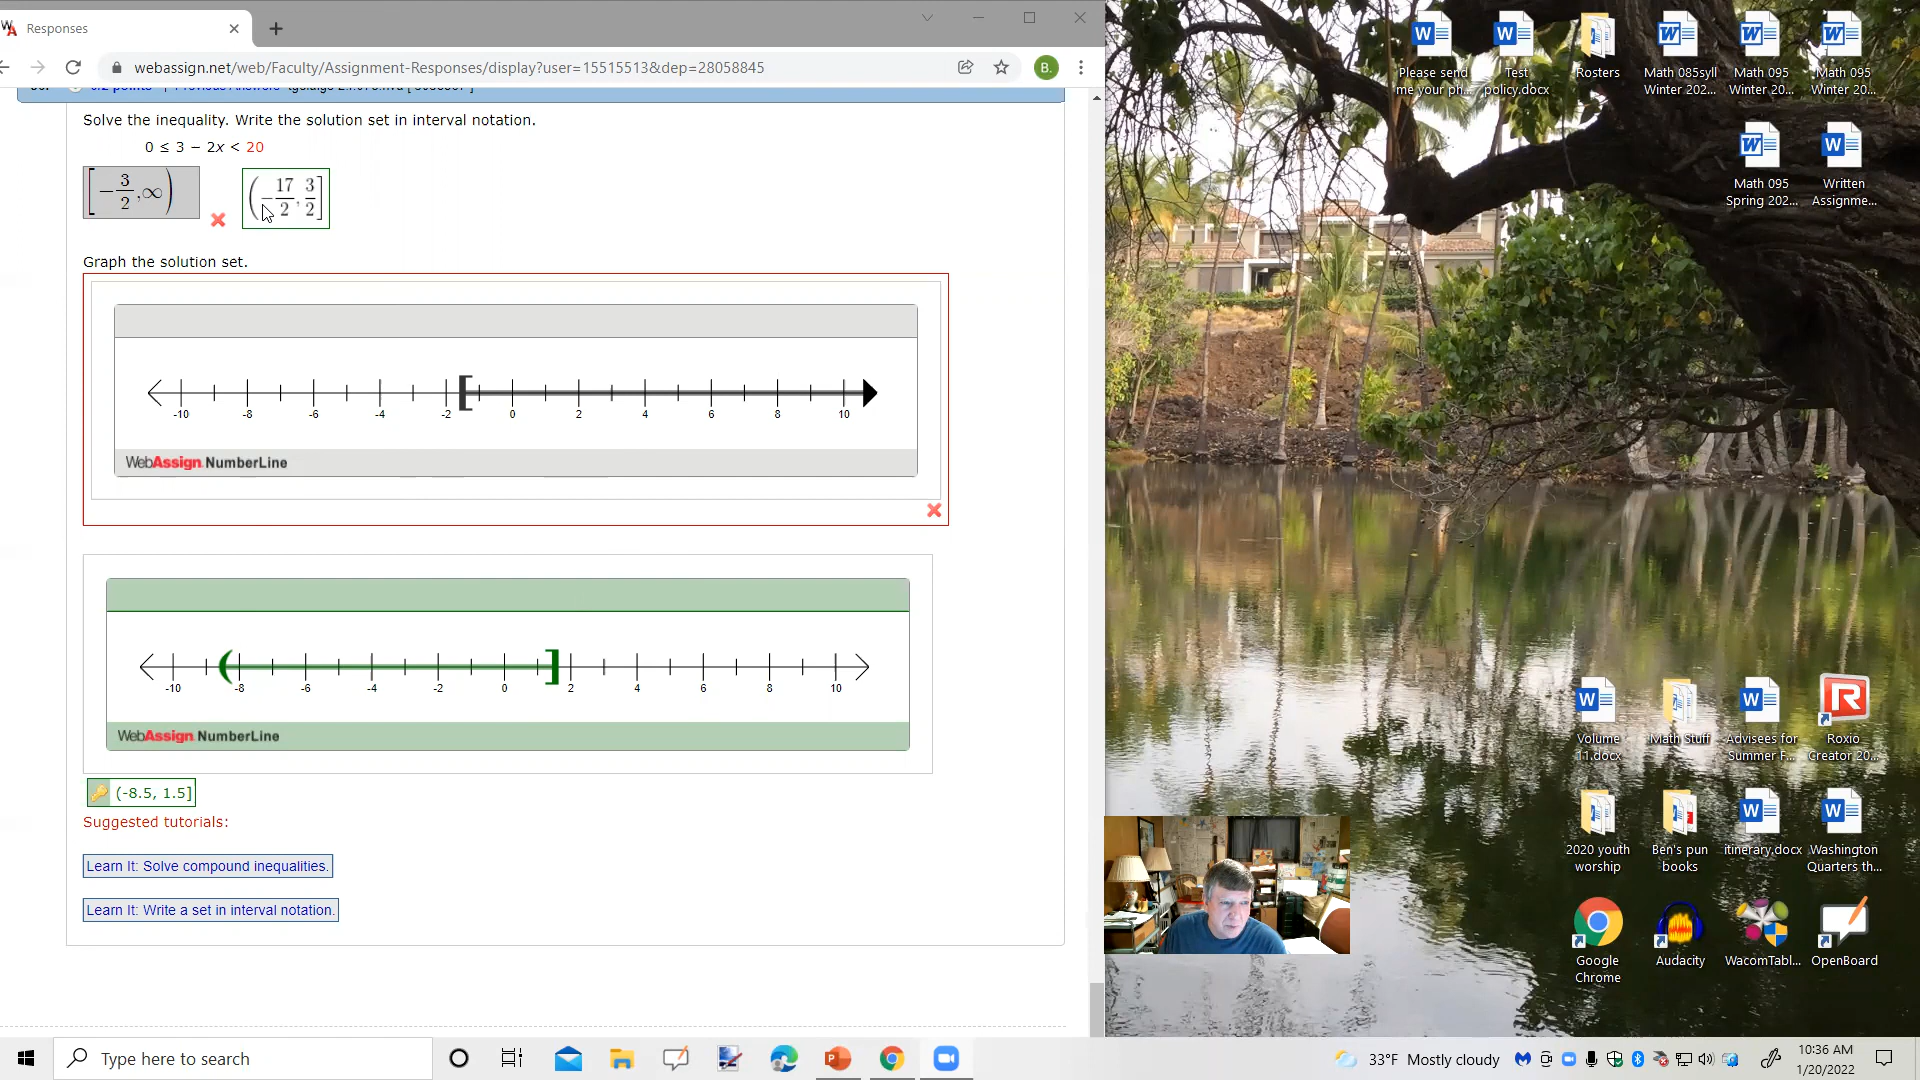 Responses
webassign.net/web/Faculty/Assignment-Responses/display?user=15515513&dep=28058845
B.
Solve the inequality. Write the solution set in interval notation.
0 ≤ 3 − 2x < 20
[−3/2, ∞)
(−17/2, 3/2]
Graph the solution set.
-10 -8 -6 -4 -2 0 2 4 6 8 10
WebAssign NumberLine
-10 -8 -6 -4 -2 0 2 4 6 8 10
WebAssign NumberLine
(-8.5, 1.5]
Suggested tutorials:
Learn It: Solve compound inequalities.
Learn It: Write a set in interval notation.
Please send me your ph...
Test policy.docx
Rosters
Math 085syll Winter 202...
Math 095 Winter 20...
Math 095 Winter 20...
Math 095 Spring 202...
Written Assignme...
Volume 11.docx
Math Stuff
Advisees for Summer F...
Roxio Creator 20...
2020 youth worship
Ben's pun books
itinerary.docx
Washington Quarters th...
Google Chrome
Audacity
WacomTabl...
OpenBoard
Type here to search
33°F Mostly cloudy
10:36 AM
1/20/2022